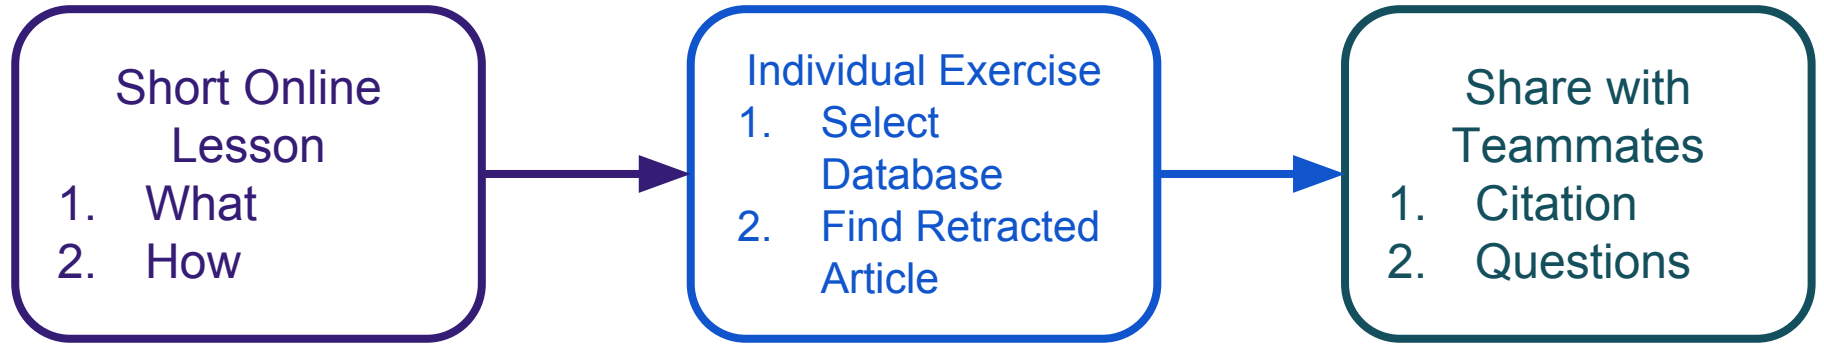 Short Online
Lesson
1. What
2. How
Individual Exercise
1. Select
Database
2. Find Retracted
Article
Share with
Teammates
1. Citation
2. Questions